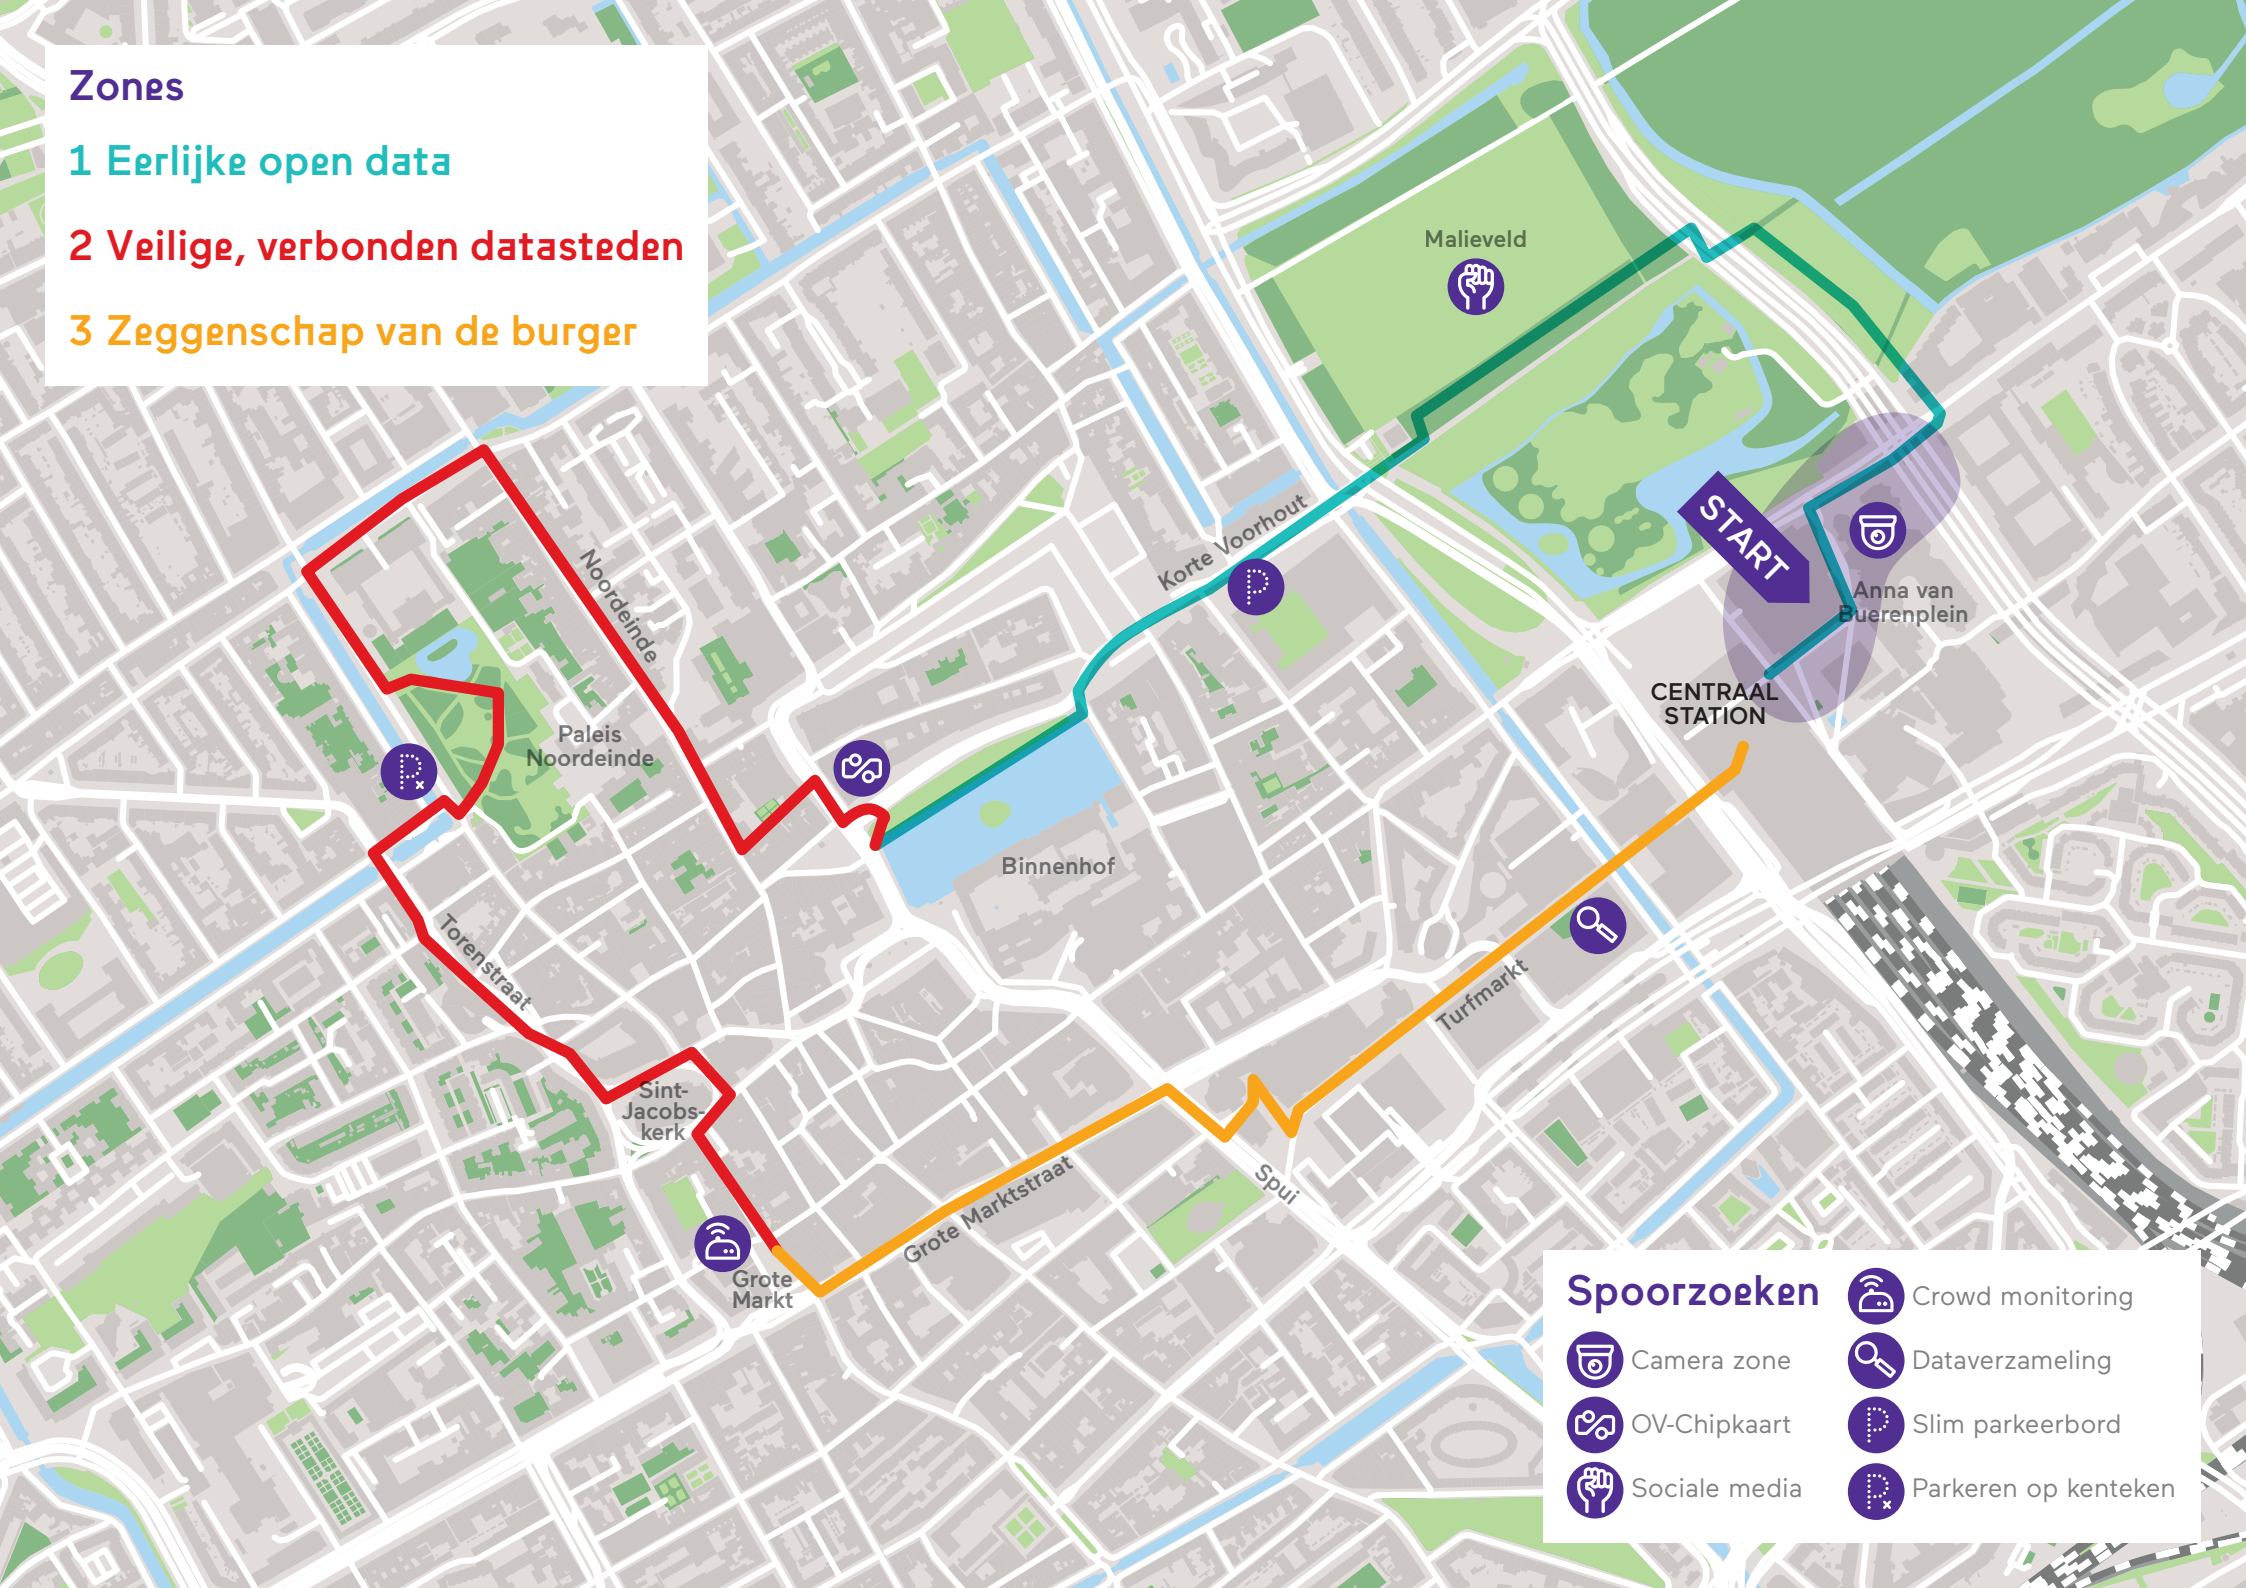 Zones
1 Eerlijke open data
2 Veilige, verbonden datasteden
3 Zeggenschap van de burger
Malieveld
Korte Voorhout
START
Anna van
Buerenplein
CENTRAAL
STATION
Noordeinde
Paleis
Noordeinde
Binnenhof
Torenstraat
Turfmarkt
Sint-
Jacobs-
kerk
Grote Marktstraat
Spui
Grote
Markt
Spoorzoeken
Camera zone
OV-Chipkaart
Sociale media
Crowd monitoring
Dataverzameling
Slim parkeerbord
Parkeren op kenteken